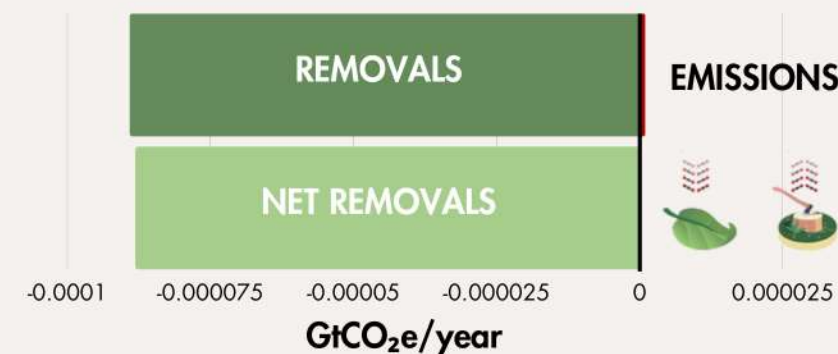 REMOVALS
EMISSIONS
NET REMOVALS
-0.0001 -0.000075 -0.00005 -0.000025 0 0.000025
GtCO₂e/year